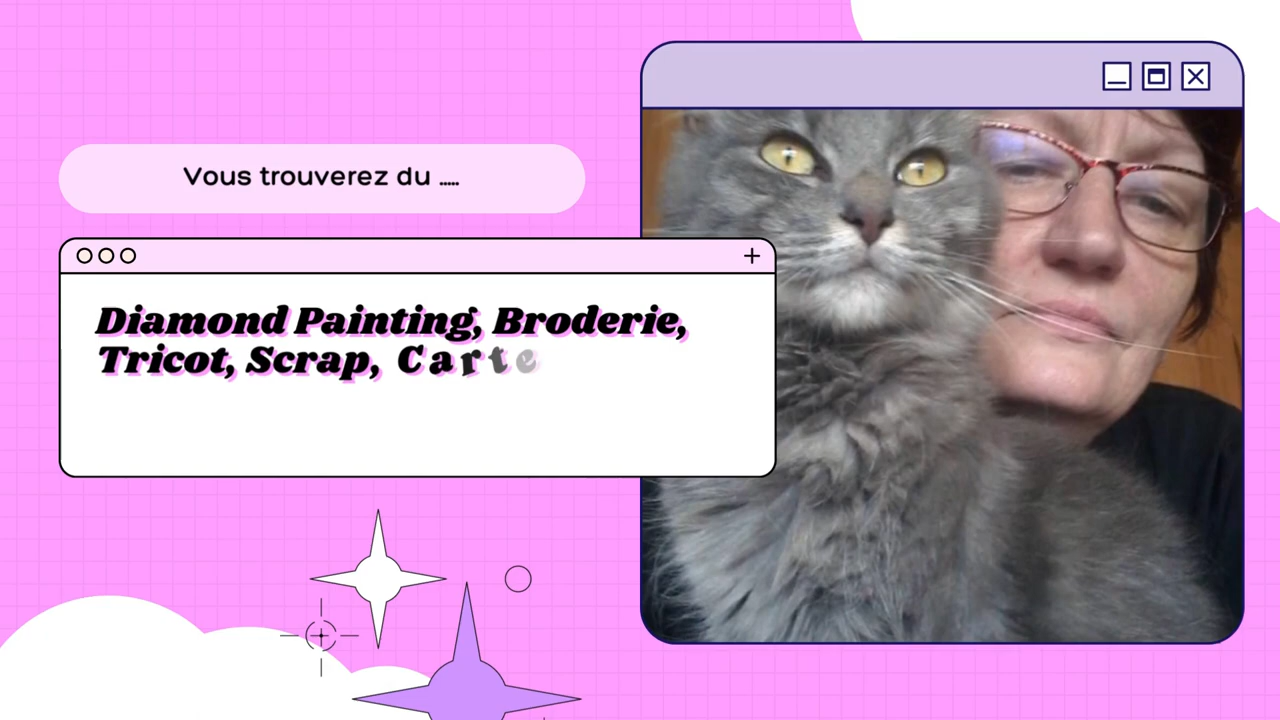 Vous trouverez du .....
Diamond Painting, Broderie,
Tricot, Scrap, Carte